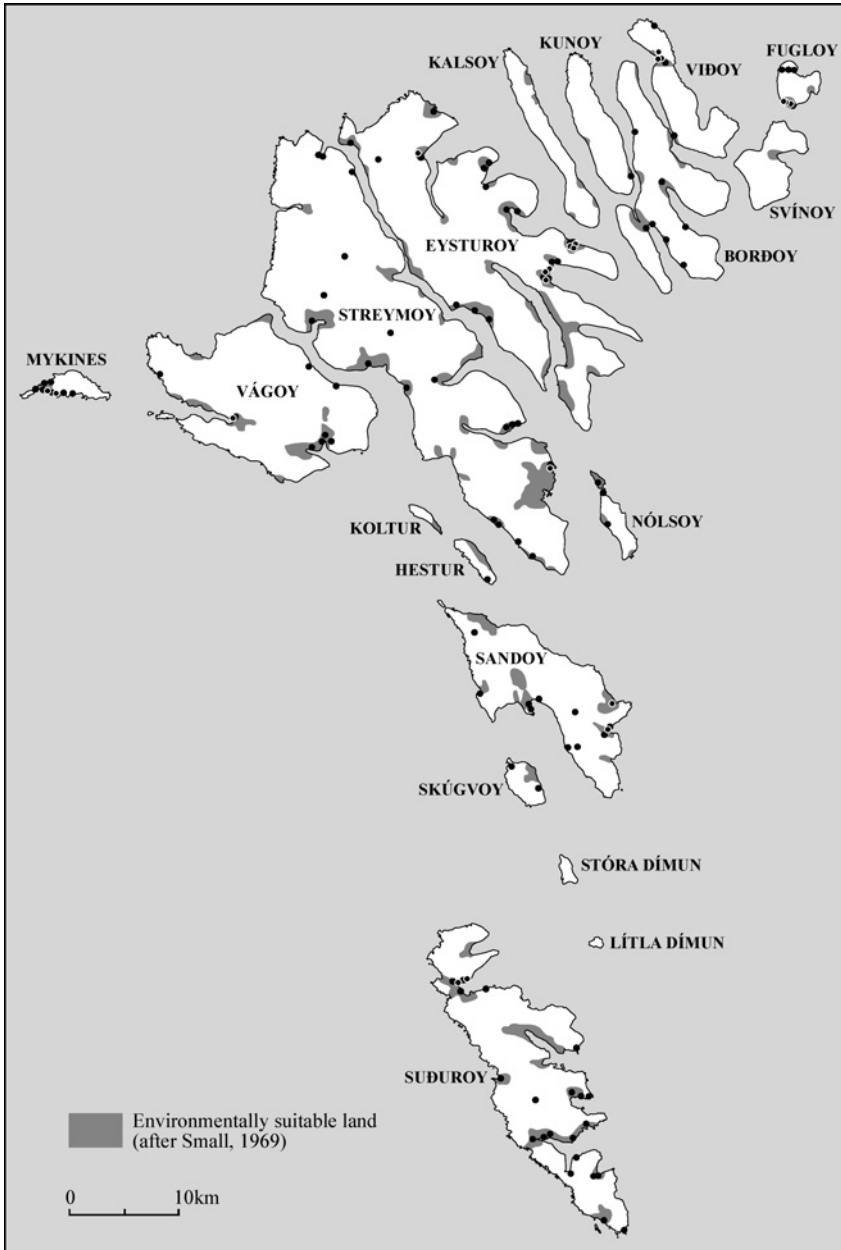 KUNOY
FUGLOY
KALSOY
VIÐOY
SVÍNOY
EYSTUROY
BORÐOY
STREYMOY
MYKINES
VÁGOY
NÓLSOY
KOLTUR
HESTUR
SANDOY
SKÚGVOY
STÓRA DÍMUN
LÍTLA DÍMUN
SUÐUROY
Environmentally suitable land
(after Small, 1969)
0 10km